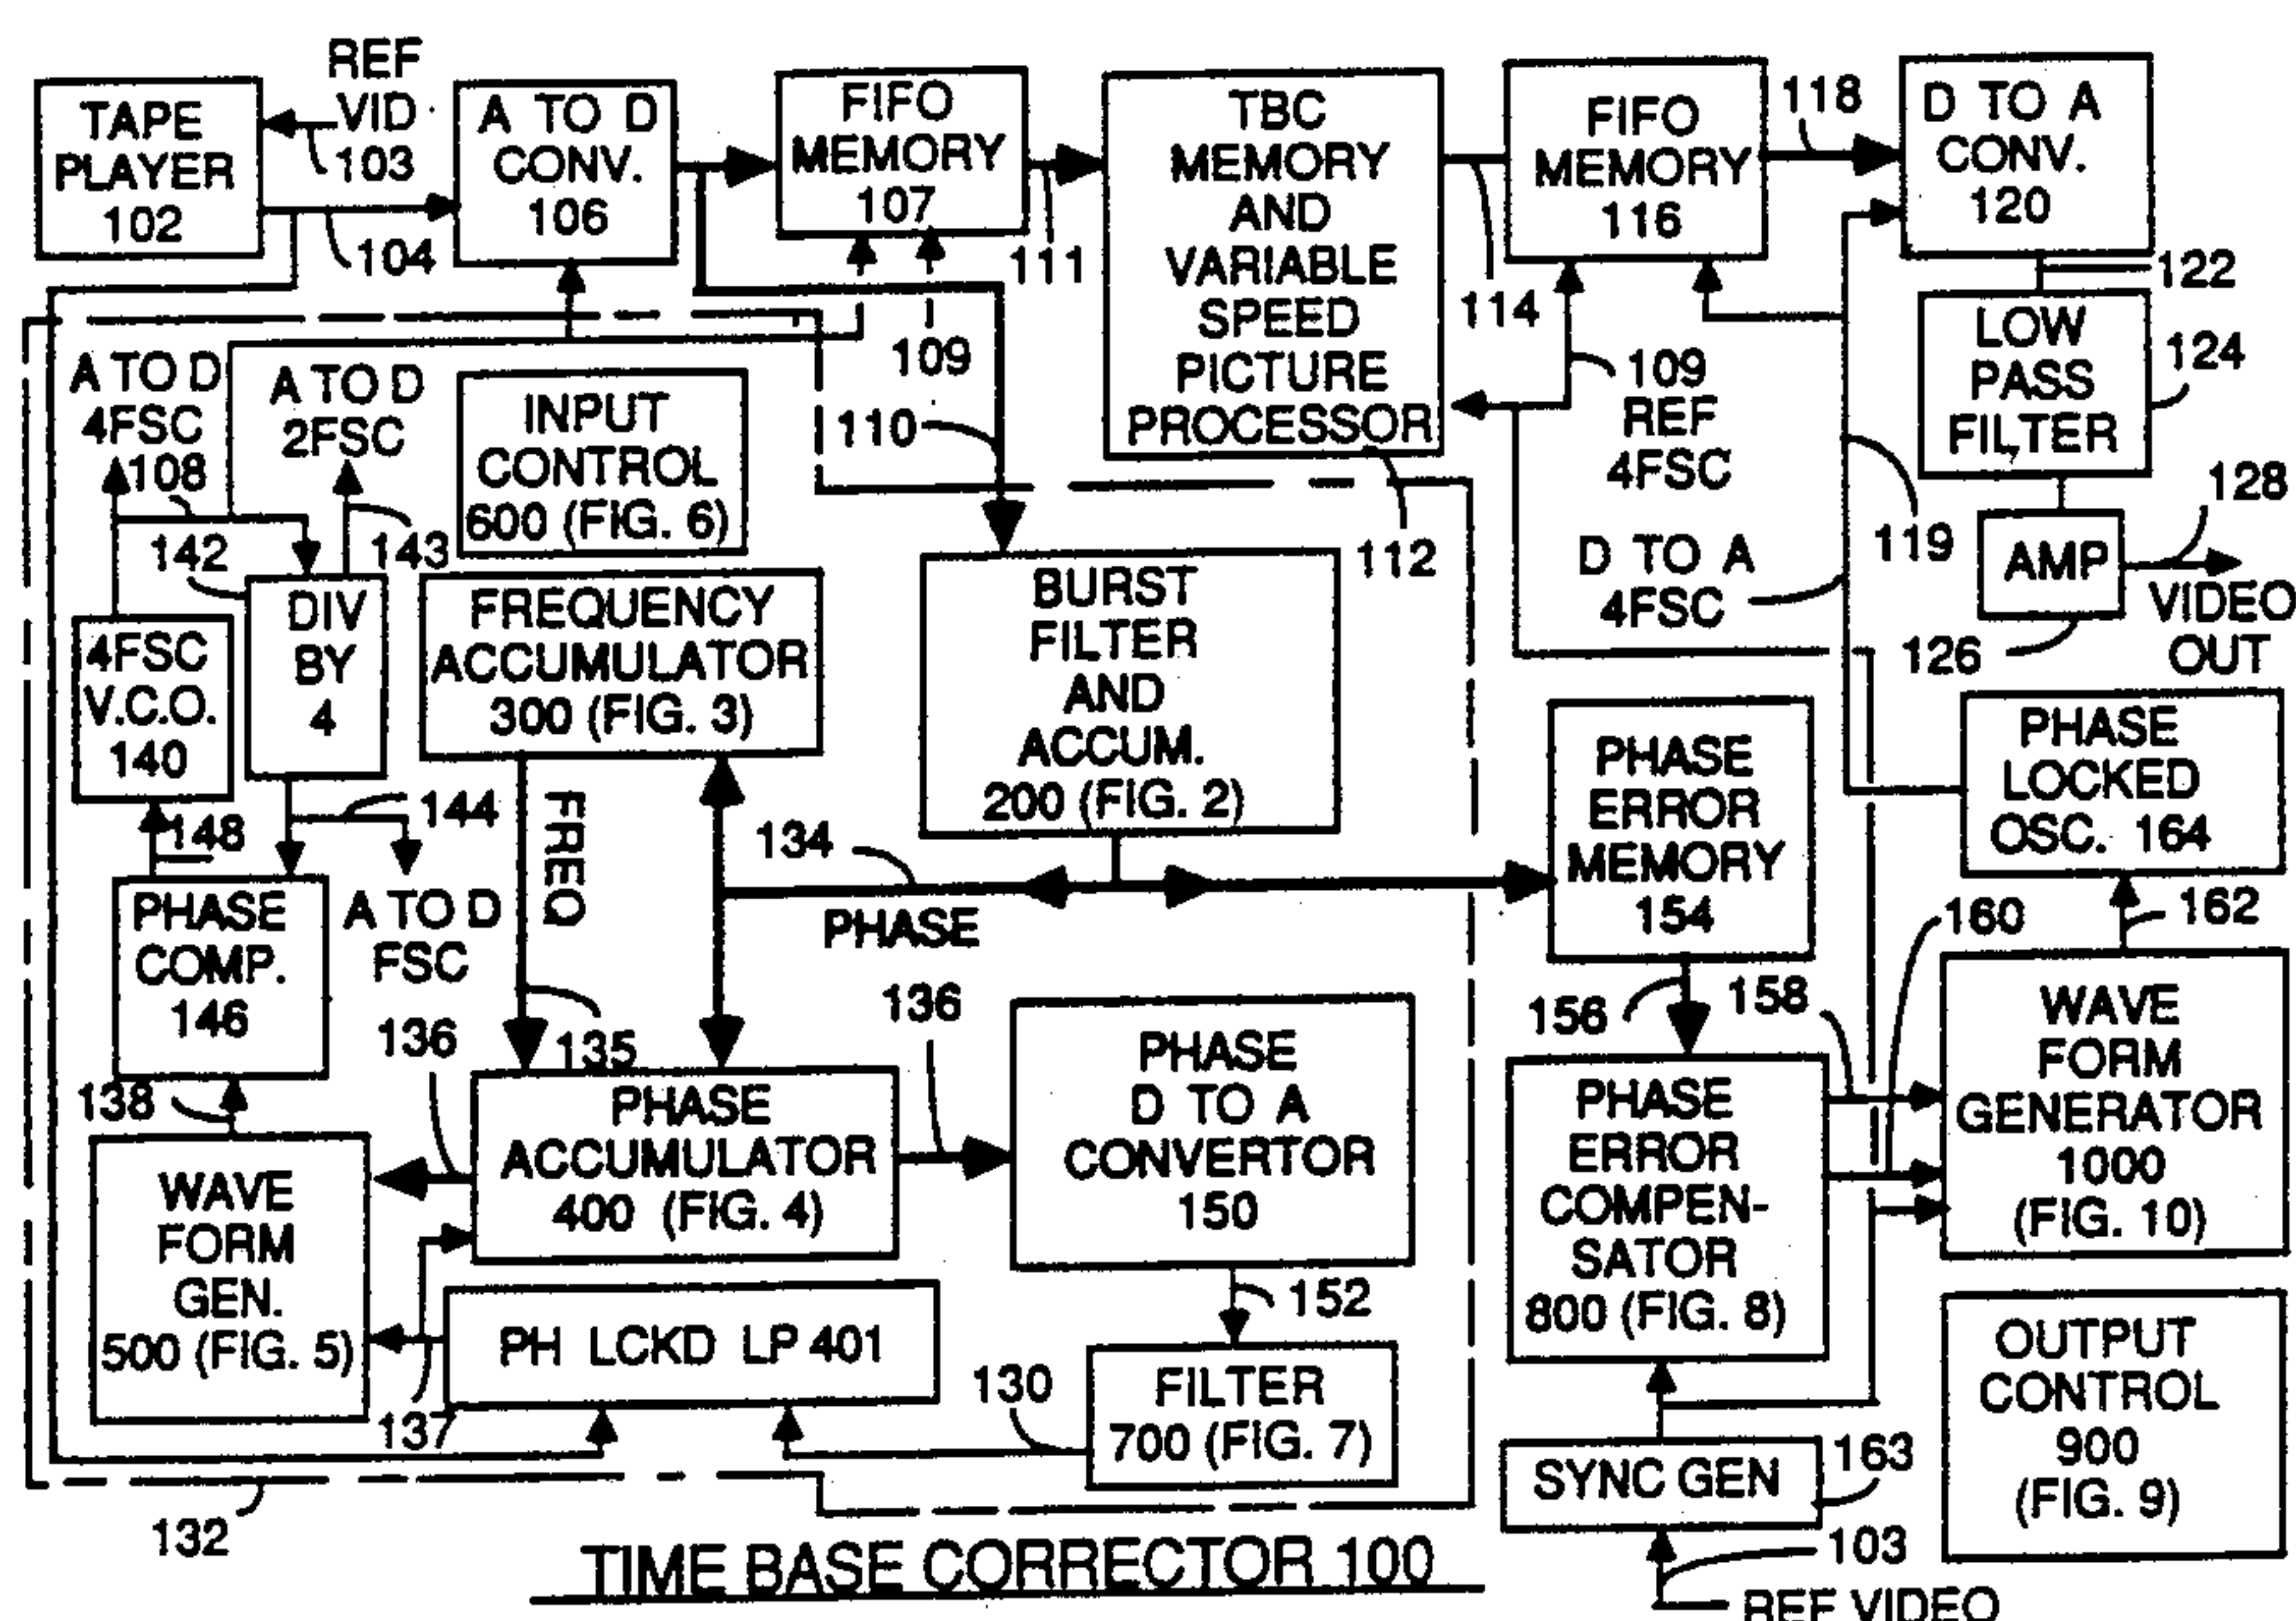 TAPE
PLAYER
102
REF
VID
103
104
A TO D
CONV.
106
FIFO
MEMORY
107
111
109
110
TBC
MEMORY
AND
VARIABLE
SPEED
PICTURE
PROCESSOR
112
114
FIFO
MEMORY
116
118
109
REF
4FSC
D TO A
CONV.
120
122
LOW
PASS
FILTER
124
119
D TO A
4FSC
AMP
126
128
VIDEO
OUT
A TO D
4FSC
108
A TO D
2FSC
142
143
INPUT
CONTROL
600 (FIG. 6)
4FSC
V.C.O.
140
DIV
BY
4
FREQUENCY
ACCUMULATOR
300 (FIG. 3)
BURST
FILTER
AND
ACCUM.
200 (FIG. 2)
148
144
FREQ
134
PHASE
PHASE
COMP.
146
A TO D
FSC
PHASE
ERROR
MEMORY
154
PHASE
LOCKED
OSC. 164
160
162
156
158
138
136
135
136
PHASE
ACCUMULATOR
400 (FIG. 4)
PHASE
D TO A
CONVERTOR
150
PHASE
ERROR
COMPEN-
SATOR
800 (FIG. 8)
WAVE
FORM
GENERATOR
1000
(FIG. 10)
WAVE
FORM
GEN.
500 (FIG. 5)
137
PH LCKD LP 401
152
130
FILTER
700 (FIG. 7)
OUTPUT
CONTROL
900
(FIG. 9)
SYNC GEN
163
103
REF VIDEO
132
TIME BASE CORRECTOR 100